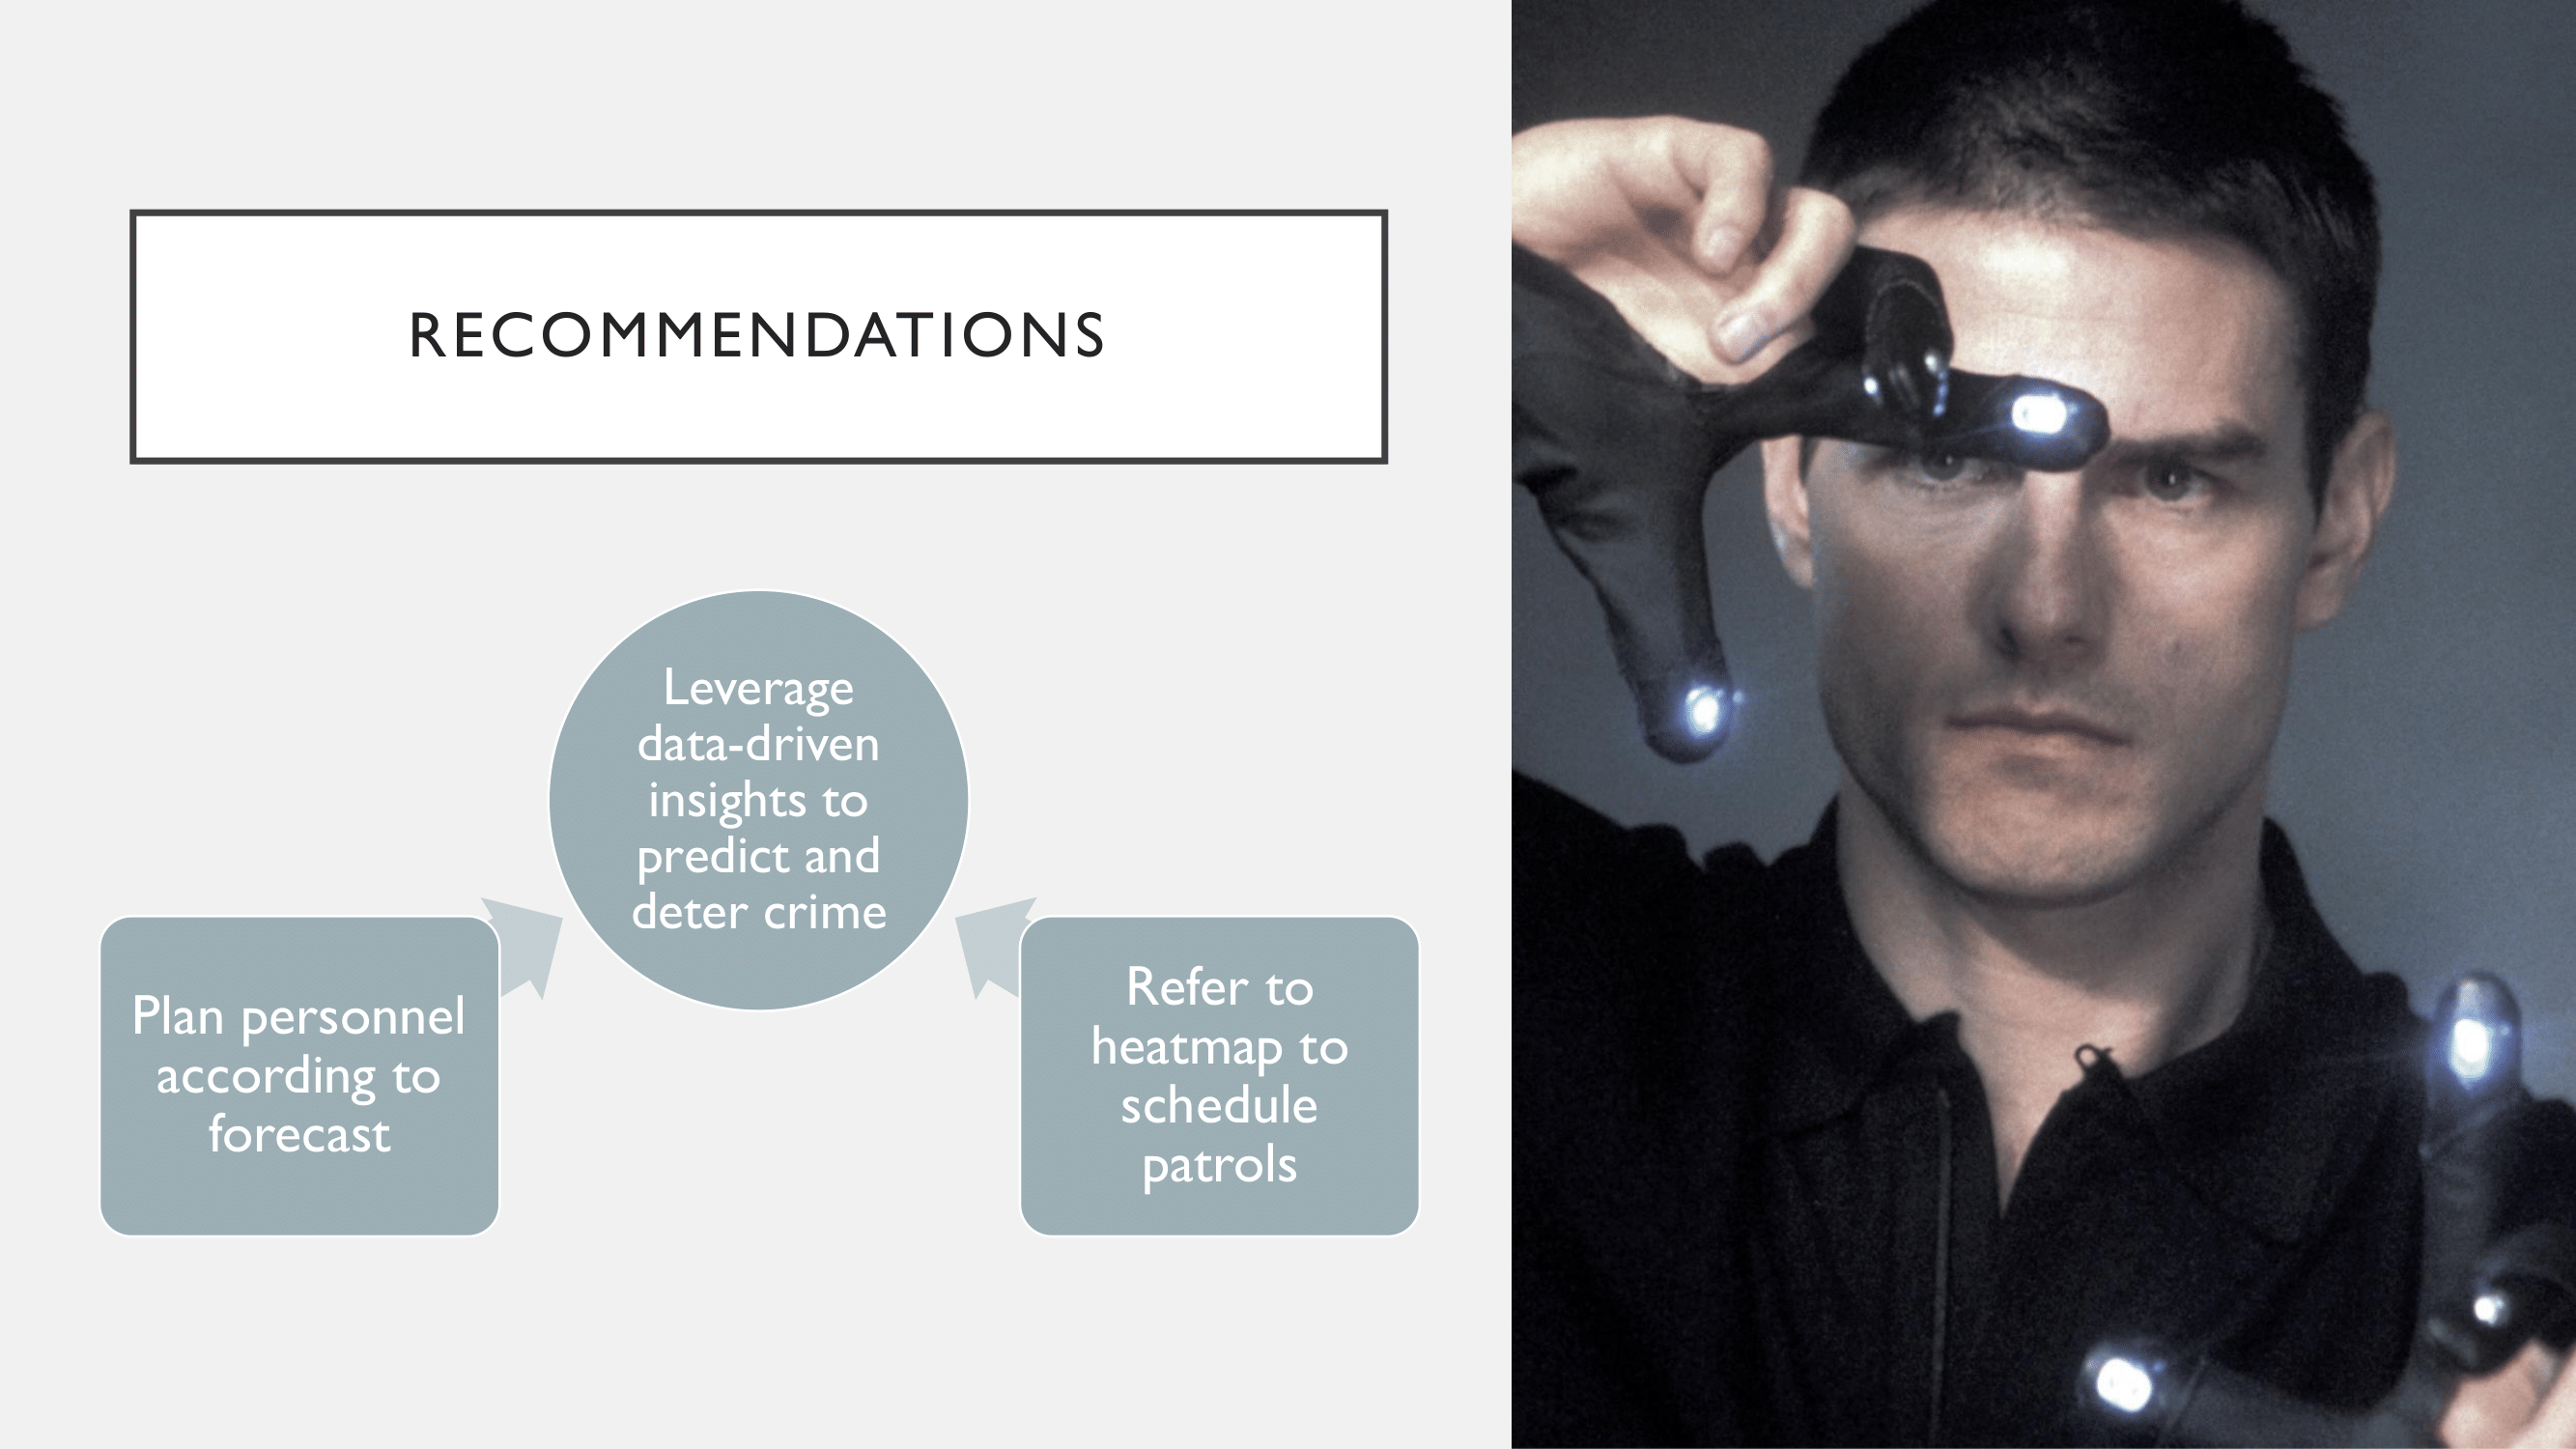 RECOMMENDATIONS
Leverage
data-driven
insights to
predict and
deter crime
Plan personnel
according to
forecast
Refer to
heatmap to
schedule
patrols